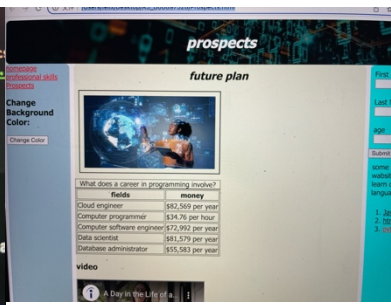 prospects
homepage
professional skills
Prospects
Change
Background
Color:
Change Color
future plan
What does a career in programming involve?
fields money
Cloud engineer $82,569 per year
Computer programmer $34.76 per hour
Computer software engineer $72,992 per year
Data scientist $81,579 per year
Database administrator $55,583 per year
video
A Day in the Life of a...
First
Last
age
Submit
some
learn
1.
2.
3.